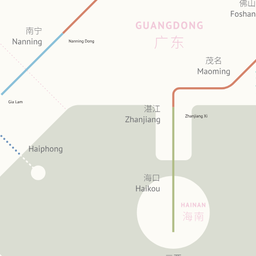 佛山
Foshan
GUANGDONG
广东
南宁
Nanning
Nanning Dong
茂名
Maoming
Gia Lam
湛江
Zhanjiang
Zhanjiang Xi
Haiphong
海口
Haikou
HAINAN
海南